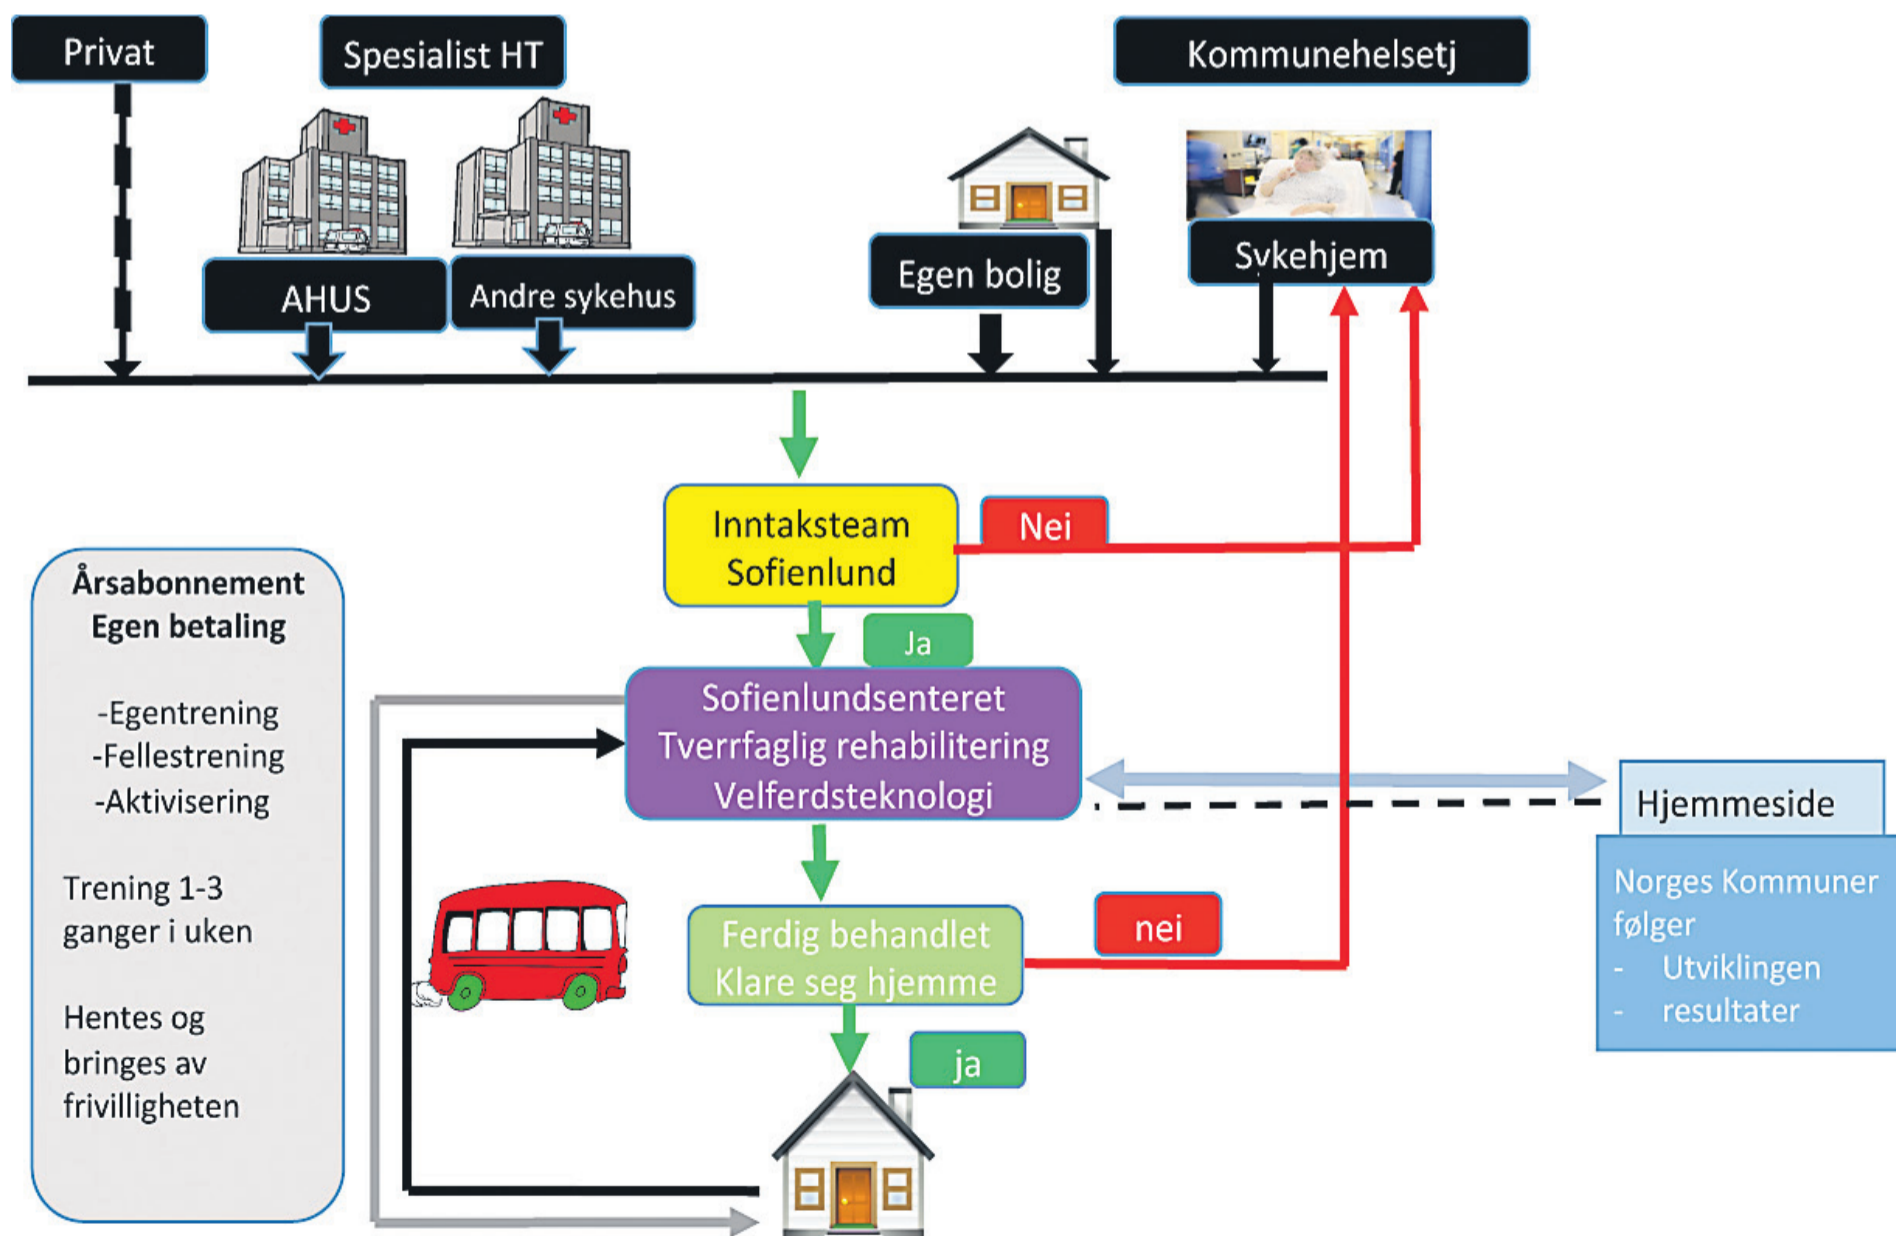 Privat
Spesialist HT
Kommunehelsetj
AHUS
Andre sykehus
Egen bolig
Sykehjem
Inntaksteam
Sofienlund
Nei
Ja
Årsabonnement
Egen betaling
-Egentrening
-Fellestrening
-Aktivisering
Trening 1-3
ganger i uken
Hentes og
bringes av
frivilligheten
Sofienlundsenteret
Tverrfaglig rehabilitering
Velferdsteknologi
Hjemmeside
Norges Kommuner
følger
- Utviklingen
- resultater
Ferdig behandlet
Klare seg hjemme
nei
ja